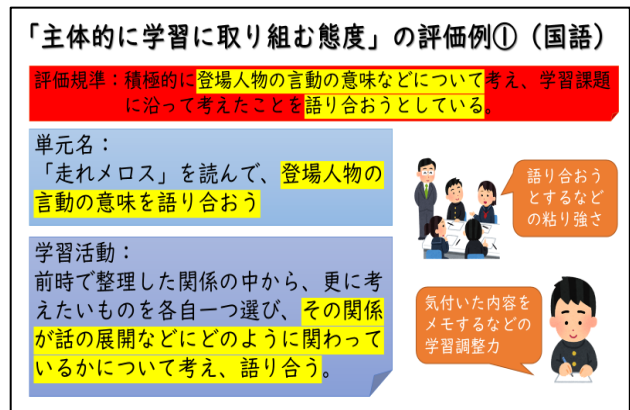 「主体的に学習に取り組む態度」の評価例①（国語）
評価規準：積極的に登場人物の言動の意味などについて考え、学習課題
に沿って考えたことを語り合おうとしている。
単元名：
「走れメロス」を読んで、登場人物の
言動の意味を語り合おう
語り合おう
とするなど
の粘り強さ
学習活動：
前時で整理した関係の中から、更に考
えたいものを各自一つ選び、その関係
が話の展開などにどのように関わって
いるかについて考え、語り合う。
気付いた内容を
メモするなどの
学習調整力